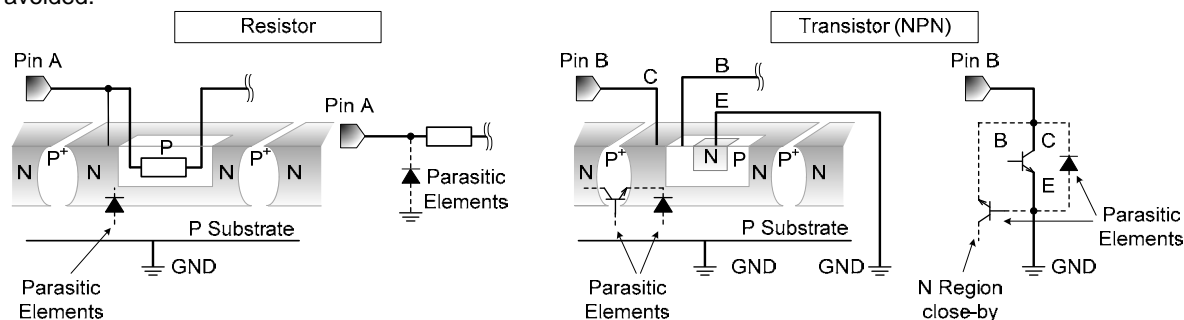 avoided.
Resistor
Transistor (NPN)
Pin A
Pin B
C
B
E
Pin B
Pin A
N
P+
N
P
P+
N
N
P+
N
P
P+
N
N
B
C
E
Parasitic
Elements
P Substrate
GND
Parasitic
Elements
P Substrate
GND
GND
Parasitic
Elements
Parasitic
Elements
N Region
close-by
GND